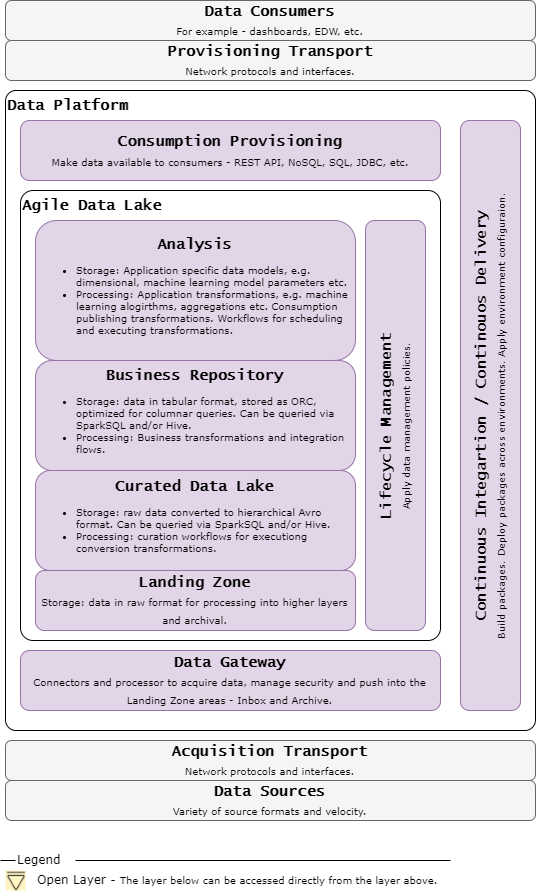 Data Consumers
For example - dashboards, EDW, etc.
Provisioning Transport
Network protocols and interfaces.
Data Platform
Consumption Provisioning
Make data available to consumers - REST API, NoSQL, SQL, JDBC, etc.
Agile Data Lake
Analysis
• Storage: Application specific data models, e.g.
dimensional, machine learning model parameters etc.
• Processing: Application transformations, e.g. machine
learning alogirthms, aggregations etc. Consumption
publishing transformations. Workflows for scheduling
and executing transformations.
Business Repository
• Storage: data in tabular format, stored as ORC,
optimized for columnar queries. Can be queried via
SparkSQL and/or Hive.
• Processing: Business transformations and integration
flows.
Curated Data Lake
• Storage: raw data converted to hierarchical Avro
format. Can be queried via SparkSQL and/or Hive.
• Processing: curation workflows for executiong
conversion transformations.
Landing Zone
Storage: data in raw format for processing into higher layers
and archival.
Lifecycle Management
Apply data management policies.
Data Gateway
Connectors and processor to acquire data, manage security and push into the
Landing Zone areas - Inbox and Archive.
Continuous Integartion / Continouos Delivery
Build packages. Deploy packages across environments. Apply environment configuraion.
Acquisition Transport
Network protocols and interfaces.
Data Sources
Variety of source formats and velocity.
Legend
Open Layer - The layer below can be accessed directly from the layer above.